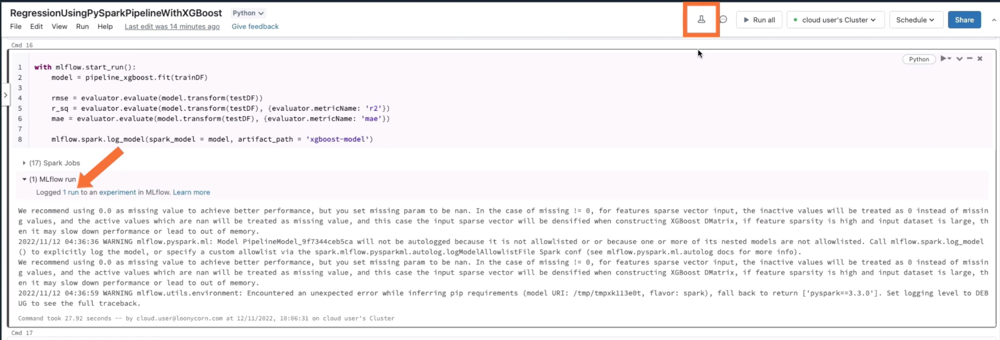 RegressionUsingPySparkPipelineWithXGBoost Python
File Edit View Run Help Last edit was 14 minutes ago Give feedback
Run all cloud user's Cluster Schedule Share
Cmd 16
Python
1 with mlflow.start_run():
2     model = pipeline_xgboost.fit(trainDF)
3
4     rmse = evaluator.evaluate(model.transform(testDF))
5     r_sq = evaluator.evaluate(model.transform(testDF), {evaluator.metricName: 'r2'})
6     mae = evaluator.evaluate(model.transform(testDF), {evaluator.metricName: 'mae'})
7
8     mlflow.spark.log_model(spark_model = model, artifact_path = 'xgboost-model')
(17) Spark Jobs
(1) MLflow run
Logged 1 run to an experiment in MLflow. Learn more
We recommend using 0.0 as missing value to achieve better performance, but you set missing param to be nan. In the case of missing != 0, for features sparse vector input, the inactive values will be treated as 0 instead of missin
g values, and the active values which are nan will be treated as missing value, and this case the input sparse vector will be densified when constructing XGBoost DMatrix, if feature sparsity is high and input dataset is large, th
en it may slow down performance or lead to out of memory.
2022/11/12 04:36:36 WARNING mlflow.pyspark.ml: Model PipelineModel_9f7344ceb5ca will not be autologged because it is not allowlisted or or because one or more of its nested models are not allowlisted. Call mlflow.spark.log_model
() to explicitly log the model, or specify a custom allowlist via the spark.mlflow.pysparkml.autolog.logModelAllowlistFile Spark conf (see mlflow.pyspark.ml.autolog docs for more info).
We recommend using 0.0 as missing value to achieve better performance, but you set missing param to be nan. In the case of missing != 0, for features sparse vector input, the inactive values will be treated as 0 instead of missin
g values, and the active values which are nan will be treated as missing value, and this case the input sparse vector will be densified when constructing XGBoost DMatrix, if feature sparsity is high and input dataset is large, th
en it may slow down performance or lead to out of memory.
2022/11/12 04:36:59 WARNING mlflow.utils.environment: Encountered an unexpected error while inferring pip requirements (model URI: /tmp/tmpxk113e0t, flavor: spark), fall back to return ['pyspark==3.3.0']. Set logging level to DEB
UG to see the full traceback.
Command took 27.92 seconds -- by cloud.user@loonycorn.com at 12/11/2022, 10:06:31 on cloud user's Cluster
Cmd 17